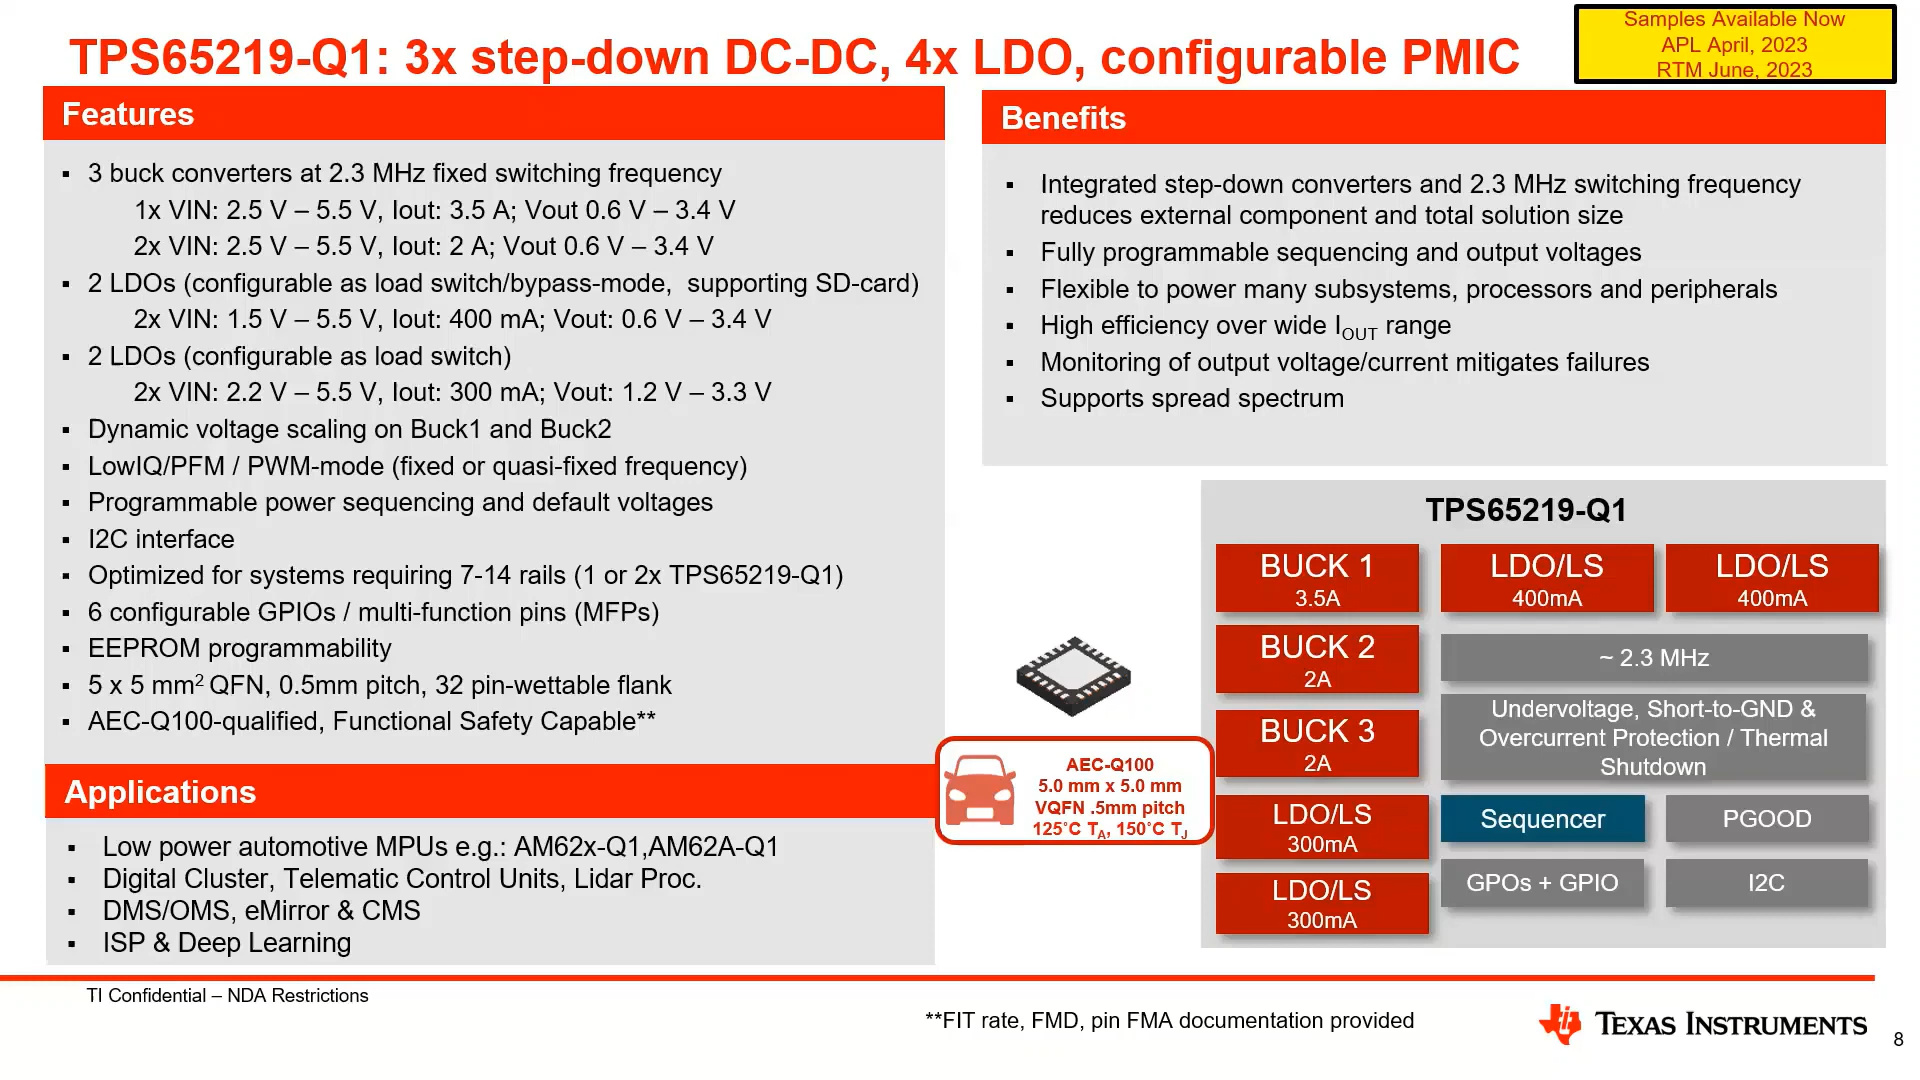 TPS65219-Q1: 3x step-down DC-DC, 4x LDO, configurable PMIC
Samples Available Now
APL April, 2023
RTM June, 2023
Features
▪ 3 buck converters at 2.3 MHz fixed switching frequency
1x VIN: 2.5 V – 5.5 V, Iout: 3.5 A; Vout 0.6 V – 3.4 V
2x VIN: 2.5 V – 5.5 V, Iout: 2 A; Vout 0.6 V – 3.4 V
▪ 2 LDOs (configurable as load switch/bypass-mode, supporting SD-card)
2x VIN: 1.5 V – 5.5 V, Iout: 400 mA; Vout: 0.6 V – 3.4 V
▪ 2 LDOs (configurable as load switch)
2x VIN: 2.2 V – 5.5 V, Iout: 300 mA; Vout: 1.2 V – 3.3 V
▪ Dynamic voltage scaling on Buck1 and Buck2
▪ LowIQ/PFM / PWM-mode (fixed or quasi-fixed frequency)
▪ Programmable power sequencing and default voltages
▪ I2C interface
▪ Optimized for systems requiring 7-14 rails (1 or 2x TPS65219-Q1)
▪ 6 configurable GPIOs / multi-function pins (MFPs)
▪ EEPROM programmability
▪ 5 x 5 mm² QFN, 0.5mm pitch, 32 pin-wettable flank
▪ AEC-Q100-qualified, Functional Safety Capable**
Applications
▪ Low power automotive MPUs e.g.: AM62x-Q1,AM62A-Q1
▪ Digital Cluster, Telematic Control Units, Lidar Proc.
▪ DMS/OMS, eMirror & CMS
▪ ISP & Deep Learning
Benefits
▪ Integrated step-down converters and 2.3 MHz switching frequency
reduces external component and total solution size
▪ Fully programmable sequencing and output voltages
▪ Flexible to power many subsystems, processors and peripherals
▪ High efficiency over wide IOUT range
▪ Monitoring of output voltage/current mitigates failures
▪ Supports spread spectrum
AEC-Q100
5.0 mm x 5.0 mm
VQFN .5mm pitch
125˚C TA, 150˚C TJ
TPS65219-Q1
BUCK 1
3.5A
LDO/LS
400mA
LDO/LS
400mA
BUCK 2
2A
~ 2.3 MHz
BUCK 3
2A
Undervoltage, Short-to-GND &
Overcurrent Protection / Thermal
Shutdown
LDO/LS
300mA
Sequencer
PGOOD
LDO/LS
300mA
GPOs + GPIO
I2C
TI Confidential – NDA Restrictions
**FIT rate, FMD, pin FMA documentation provided
TEXAS INSTRUMENTS
8